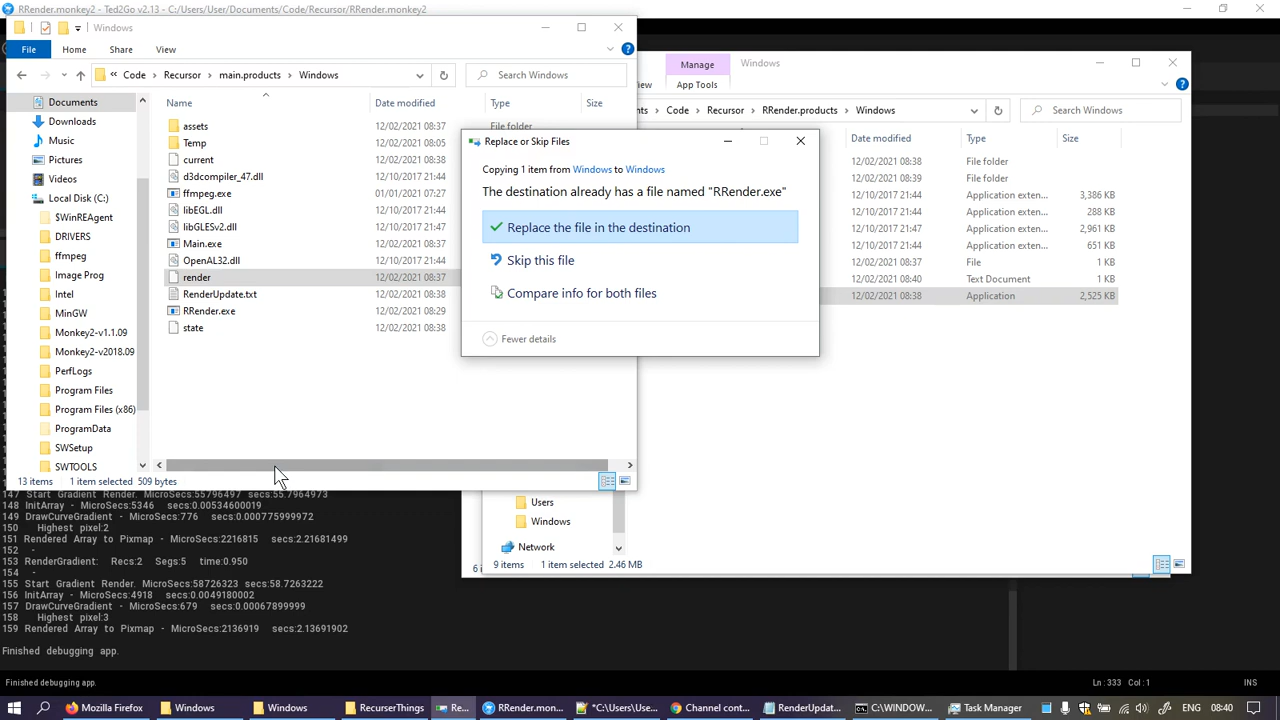 RRender.monkey2 - Ted2Go v2.13 - C:/Users/User/Documents/Code/Recursor/RRender.monkey2
Windows
File Home Share View
« Code > Recursor > main.products > Windows
Search Windows
Name Date modified Type Size
Documents
Downloads
Music
Pictures
Videos
Local Disk (C:)
$WinREAgent
DRIVERS
ffmpeg
Image Prog
Intel
MinGW
Monkey2-v1.1.09
Monkey2-v2018.09
PerfLogs
Program Files
Program Files (x86)
ProgramData
SWSetup
SWTOOLS
assets 12/02/2021 08:37 File folder
Temp 12/02/2021 08:05
current 12/02/2021 08:38
d3dcompiler_47.dll 12/10/2017 21:44
ffmpeg.exe 01/01/2021 07:27
libEGL.dll 12/10/2017 21:44
libGLESv2.dll 12/10/2017 21:47
Main.exe 12/02/2021 08:37
OpenAL32.dll 12/10/2017 21:44
render 12/02/2021 08:37
RenderUpdate.txt 12/02/2021 08:38
RRender.exe 12/02/2021 08:29
state 12/02/2021 08:38
13 items 1 item selected 509 bytes
Manage Windows
iew App Tools
nts > Code > Recursor > RRender.products > Windows
Search Windows
Date modified Type Size
12/02/2021 08:38 File folder
12/02/2021 08:39 File folder
12/10/2017 21:44 Application exten... 3,386 KB
12/10/2017 21:44 Application exten... 288 KB
12/10/2017 21:47 Application exten... 2,961 KB
12/10/2017 21:44 Application exten... 651 KB
12/02/2021 08:37 File 1 KB
12/02/2021 08:40 Text Document 1 KB
12/02/2021 08:38 Application 2,525 KB
Users
Windows
Network
9 items 1 item selected 2.46 MB
Replace or Skip Files
Copying 1 item from Windows to Windows
The destination already has a file named "RRender.exe"
Replace the file in the destination
Skip this file
Compare info for both files
Fewer details
147 Start Gradient Render. MicroSecs:55796497 secs:55.7964973
148 InitArray - MicroSecs:5346 secs:0.00534600019
149 DrawCurveGradient - MicroSecs:776 secs:0.000775999972
150 Highest pixel:2
151 Rendered Array to Pixmap - MicroSecs:2216815 secs:2.21681499
152 -
153 RenderGradient: Recs:2 Segs:5 time:0.950
154 -
155 Start Gradient Render. MicroSecs:58726323 secs:58.7263222
156 InitArray - MicroSecs:4918 secs:0.0049180002
157 DrawCurveGradient - MicroSecs:679 secs:0.00067899999
158 Highest pixel:3
159 Rendered Array to Pixmap - MicroSecs:2136919 secs:2.13691902
Finished debugging app.
Finished debugging app. Ln : 333 Col : 1 INS
Mozilla Firefox Windows Windows RecurserThings Re... RRender.mon... *C:\Users\Use... Channel cont... RenderUpdate... C:\WINDOW... Task Manager ENG 08:40